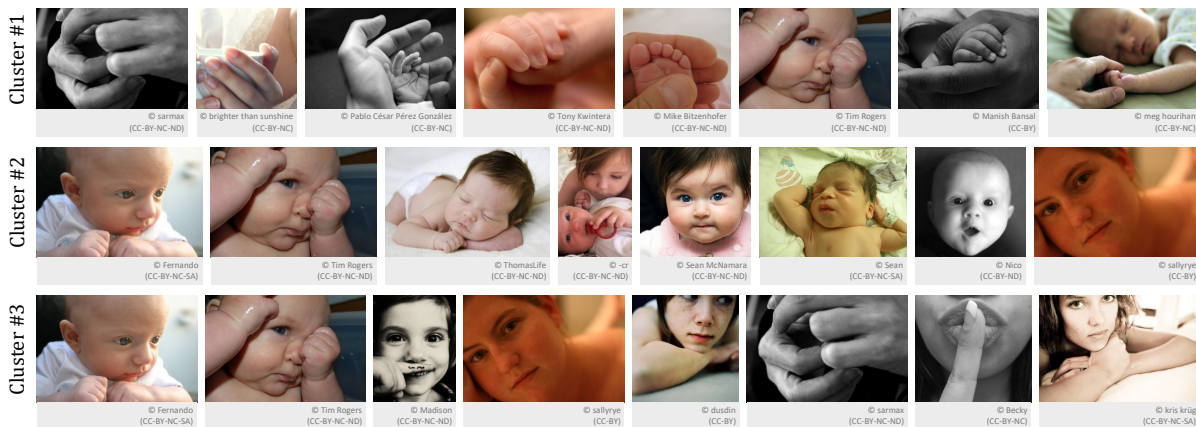 Cluster #1
© sarmax
(CC-BY-NC-ND)
© brighter than sunshine
(CC-BY-NC)
© Pablo César Pérez González
(CC-BY-NC)
© Tony Kwintera
(CC-BY-NC-ND)
© Mike Bitzenhofer
(CC-BY-NC-ND)
© Tim Rogers
(CC-BY-NC-ND)
© Manish Bansal
(CC-BY)
© meg hourihan
(CC-BY-NC)
Cluster #2
© Fernando
(CC-BY-NC-SA)
© Tim Rogers
(CC-BY-NC-ND)
© ThomasLife
(CC-BY-NC-ND)
© -cr
(CC-BY-NC-ND)
© Sean McNamara
(CC-BY-NC-ND)
© Sean
(CC-BY-NC-SA)
© Nico
(CC-BY-ND)
© sallyrye
(CC-BY)
Cluster #3
© Fernando
(CC-BY-NC-SA)
© Tim Rogers
(CC-BY-NC-ND)
© Madison
(CC-BY-NC-ND)
© sallyrye
(CC-BY)
© dusdin
(CC-BY)
© sarmax
(CC-BY-NC-ND)
© Becky
(CC-BY-NC)
© kris krüg
(CC-BY-NC-SA)